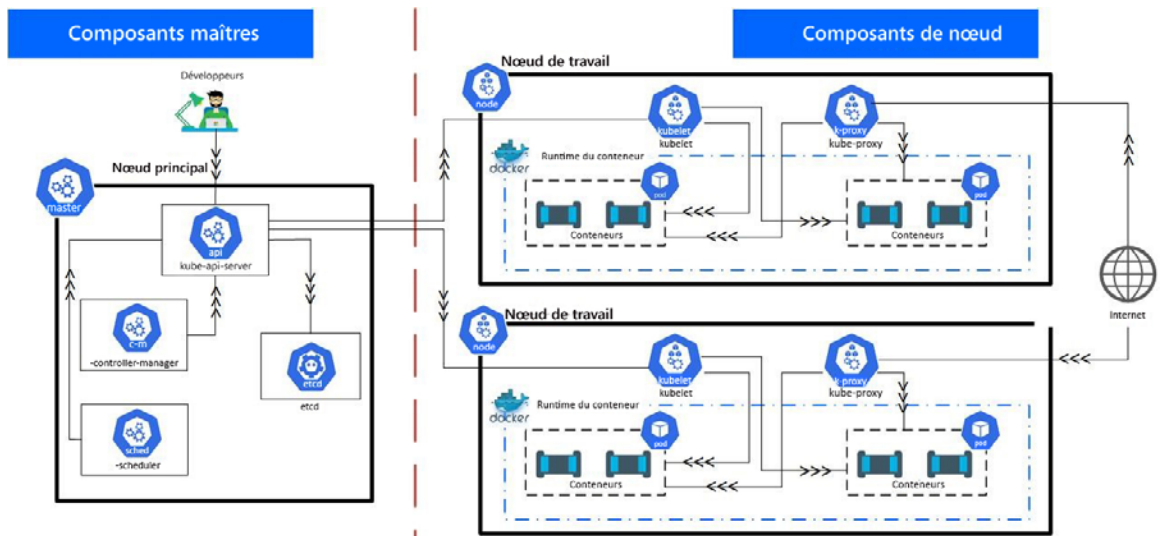 Composants maîtres
Composants de nœud
Développeurs
Nœud principal
master
api
kube-api-server
c-m
-controller-manager
etcd
etcd
sched
-scheduler
Nœud de travail
node
kubelet
kubelet
k-proxy
kube-proxy
docker
Runtime du conteneur
pod
Conteneurs
pod
Conteneurs
Internet
Nœud de travail
node
kubelet
kubelet
k-proxy
kube-proxy
docker
Runtime du conteneur
pod
Conteneurs
pod
Conteneurs